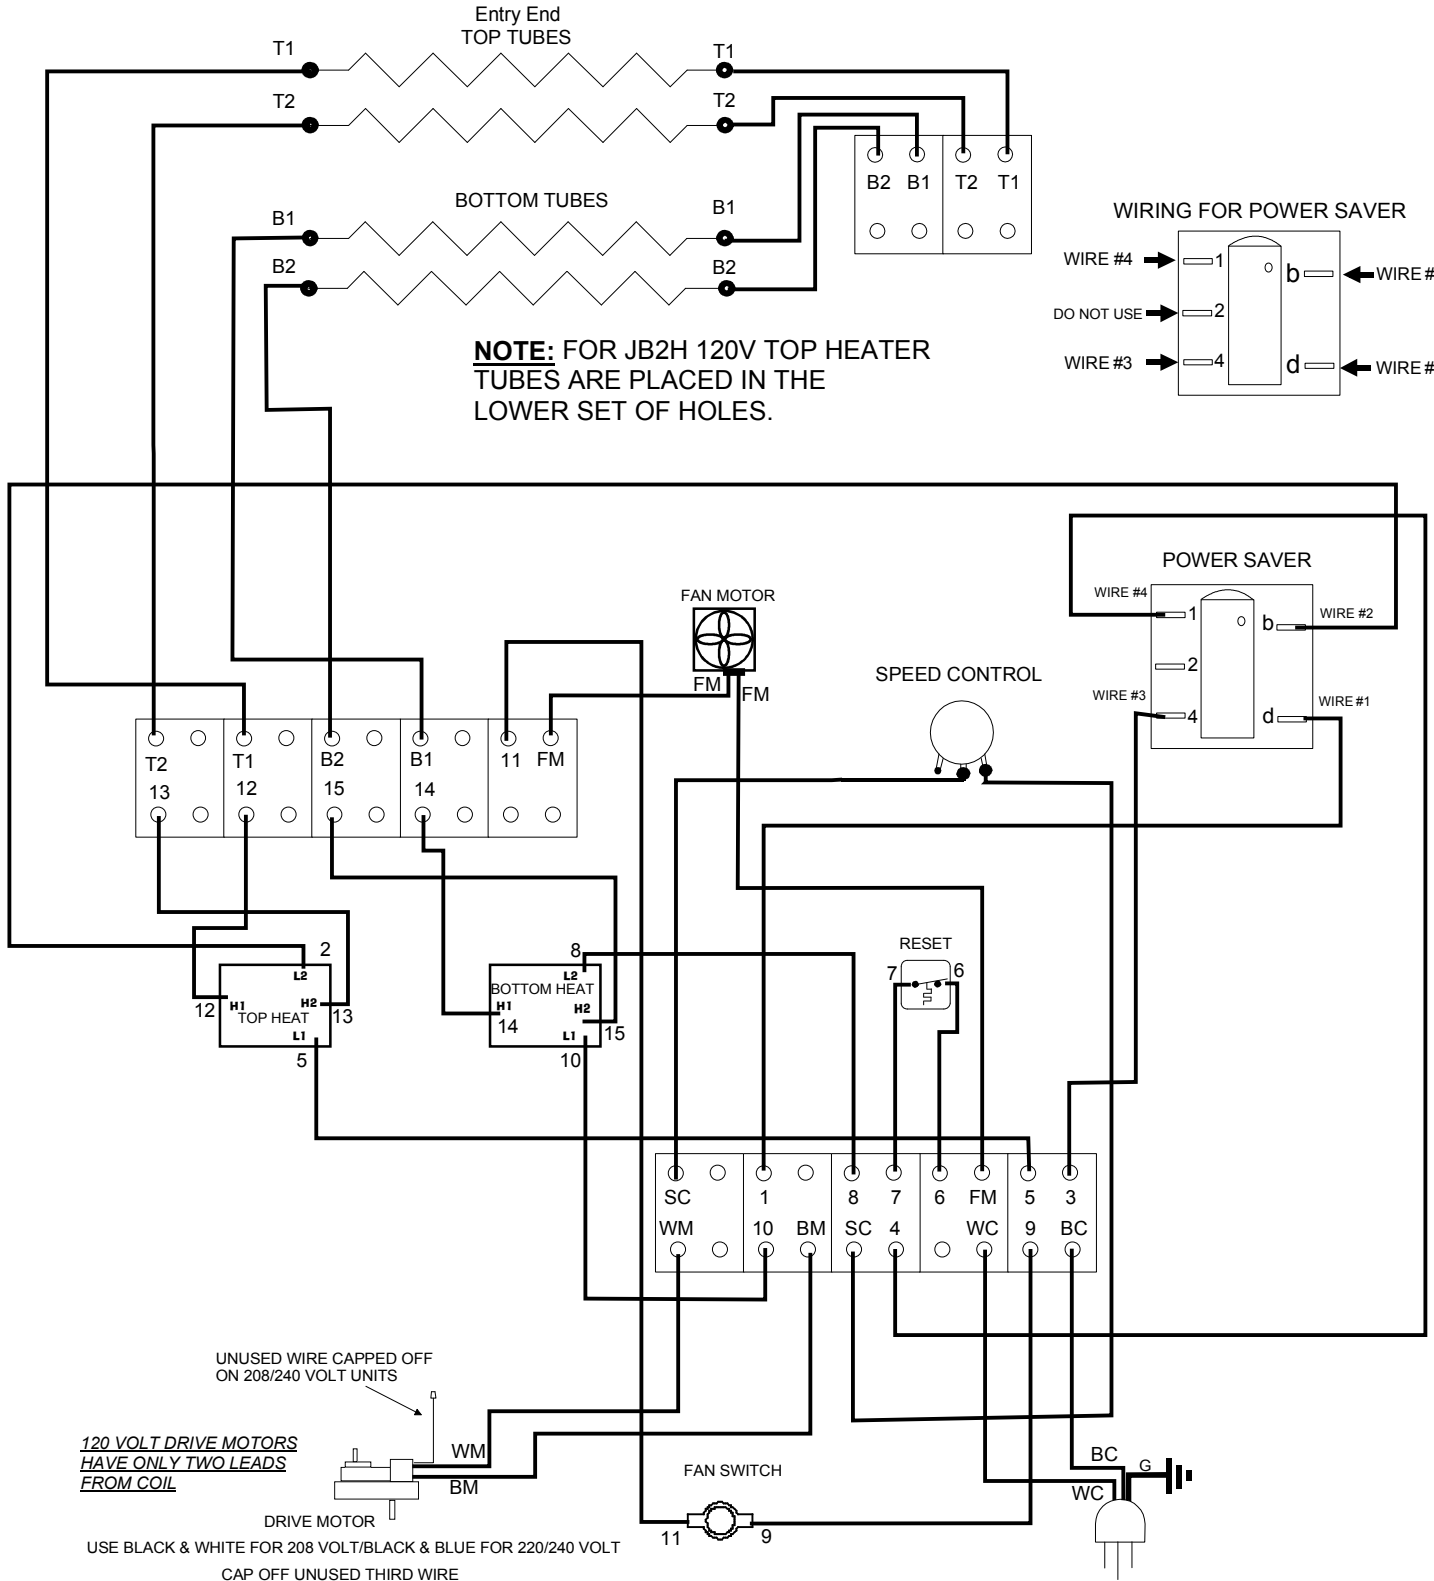 Entry End
TOP TUBES
T1
T1
T2
T2
B2 B1 T2 T1
BOTTOM TUBES
B1
B1
B2
B2
WIRING FOR POWER SAVER
WIRE #4
1
b
WIRE #
DO NOT USE
2
WIRE #3
4
d
WIRE #
NOTE: FOR JB2H 120V TOP HEATER
TUBES ARE PLACED IN THE
LOWER SET OF HOLES.
POWER SAVER
WIRE #4
1
b
WIRE #2
2
WIRE #3
4
d
WIRE #1
FAN MOTOR
FM
FM
SPEED CONTROL
T2 T1 B2 B1 11 FM
13 12 15 14
2
L2
H1
H2
12
TOP HEAT
13
L1
5
8
L2
BOTTOM HEAT
H1
H2
14
15
L1
10
RESET
7
6
SC 1 8 7 6 FM 5 3
WM 10 BM SC 4 WC 9 BC
UNUSED WIRE CAPPED OFF
ON 208/240 VOLT UNITS
120 VOLT DRIVE MOTORS
HAVE ONLY TWO LEADS
FROM COIL
WM
BM
DRIVE MOTOR
FAN SWITCH
11
9
BC
G
WC
USE BLACK & WHITE FOR 208 VOLT/BLACK & BLUE FOR 220/240 VOLT
CAP OFF UNUSED THIRD WIRE